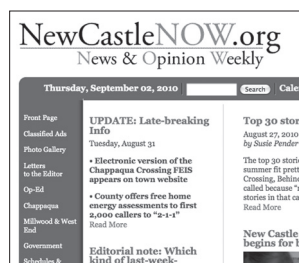 NewCastleNOW.org
News & Opinion Weekly
Thursday, September 02, 2010
Search
Cale
Front Page
Classified Ads
Photo Gallery
Letters
to the Editor
Op-Ed
Chappaqua
Millwood & West
End
Government
Schedules &
UPDATE: Late-breaking
Info
Tuesday, August 31
• Electronic version of the
Chappaqua Crossing FEIS
appears on town website
• County offers free home
energy assessments to first
2,000 callers to "2-1-1"
Read More
Editorial note: Which
kind of last-week-
Top 30 stor
August 27, 2010
by Susie Pender
The top 30 stori
summer fit prett
Crossing, Behin
called because "n
stories in that ca
Read More
New Castle
begins for b